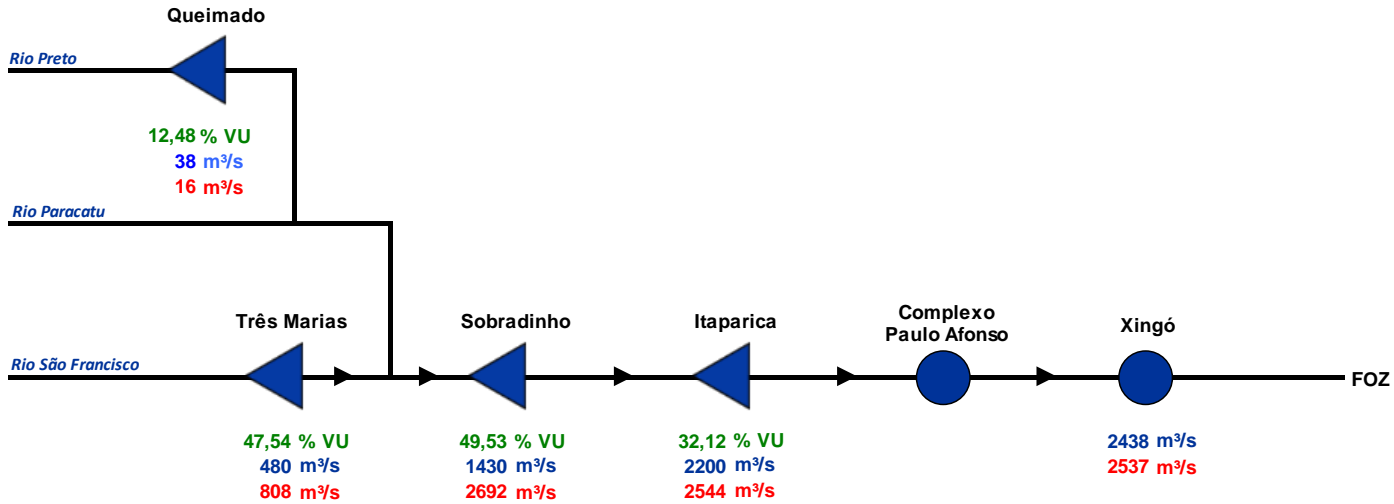 Queimado
Rio Preto
12,48 % VU
38 m³/s
16 m³/s
Rio Paracatu
Três Marias
Sobradinho
Itaparica
Complexo
Paulo Afonso
Xingó
Rio São Francisco
FOZ
47,54 % VU
480 m³/s
808 m³/s
49,53 % VU
1430 m³/s
2692 m³/s
32,12 % VU
2200 m³/s
2544 m³/s
2438 m³/s
2537 m³/s